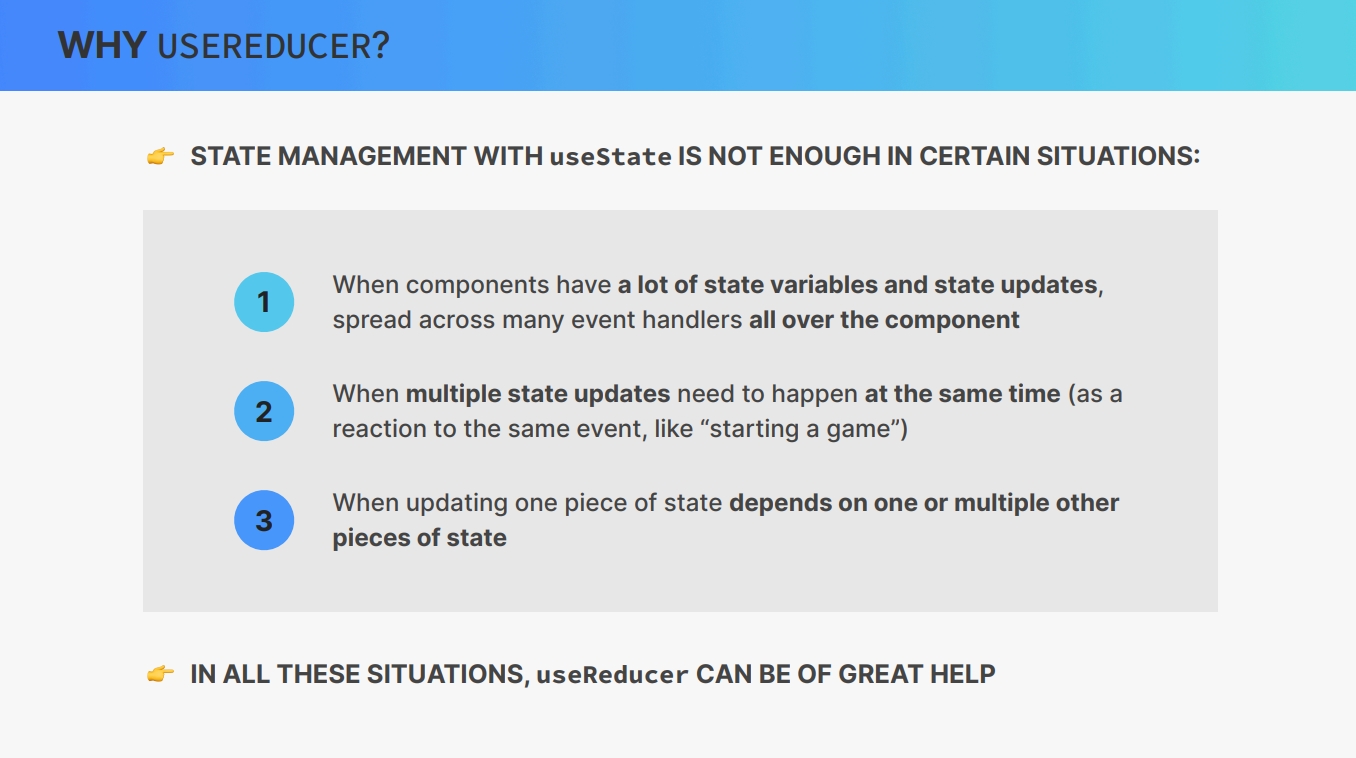 WHY USEREDUCER?
👉 STATE MANAGEMENT WITH useState IS NOT ENOUGH IN CERTAIN SITUATIONS:
1 When components have a lot of state variables and state updates,
spread across many event handlers all over the component
2 When multiple state updates need to happen at the same time (as a
reaction to the same event, like “starting a game”)
3 When updating one piece of state depends on one or multiple other
pieces of state
👉 IN ALL THESE SITUATIONS, useReducer CAN BE OF GREAT HELP